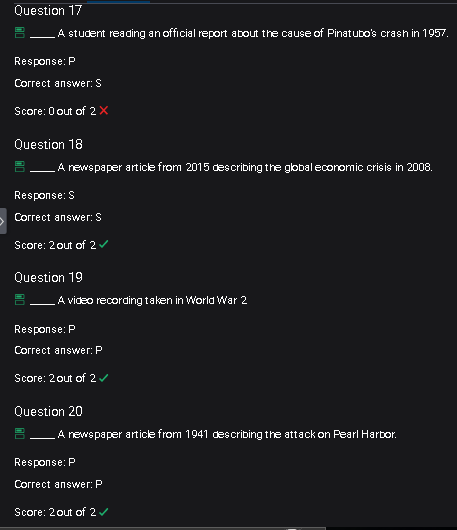 Question 17
_____ A student reading an official report about the cause of Pinatubo's crash in 1957.
Response: P
Correct answer: S
Score: 0 out of 2
Question 18
_____ A newspaper article from 2015 describing the global economic crisis in 2008.
Response: S
Correct answer: S
Score: 2 out of 2
Question 19
_____ A video recording taken in World War 2
Response: P
Correct answer: P
Score: 2 out of 2
Question 20
_____ A newspaper article from 1941 describing the attack on Pearl Harbor.
Response: P
Correct answer: P
Score: 2 out of 2